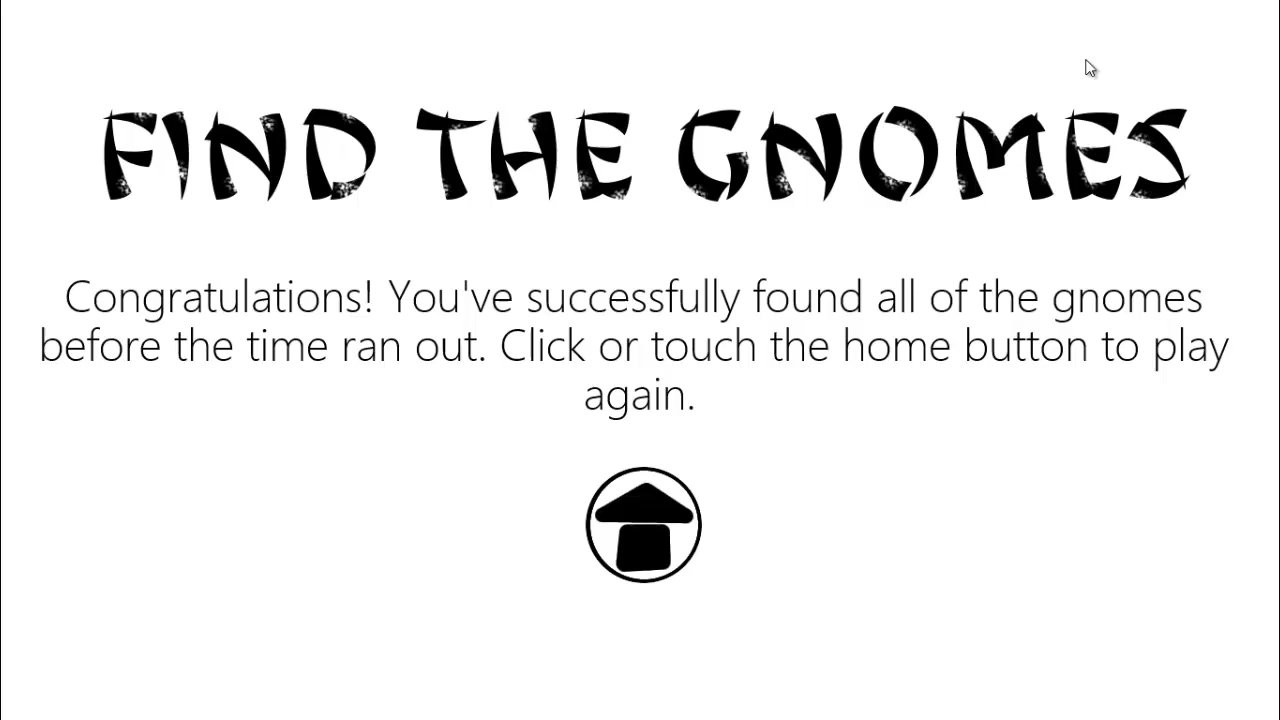 FIND THE GNOMES
Congratulations! You've successfully found all of the gnomes
before the time ran out. Click or touch the home button to play
again.